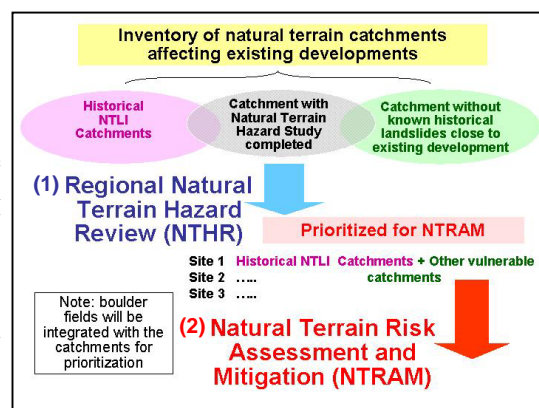 Inventory of natural terrain catchments
affecting existing developments
Historical
NTLI
Catchments
Catchment with
Natural Terrain
Hazard Study
completed
Catchment without
known historical
landslides close to
existing development
(1) Regional Natural
Terrain Hazard
Review (NTHR)
Prioritized for NTRAM
Site 1 Historical NTLI Catchments + Other vulnerable
catchments
Site 2 .....
Site 3 .....
Note: boulder
fields will be
integrated with the
catchments for
prioritization
(2) Natural Terrain Risk
Assessment and
Mitigation (NTRAM)